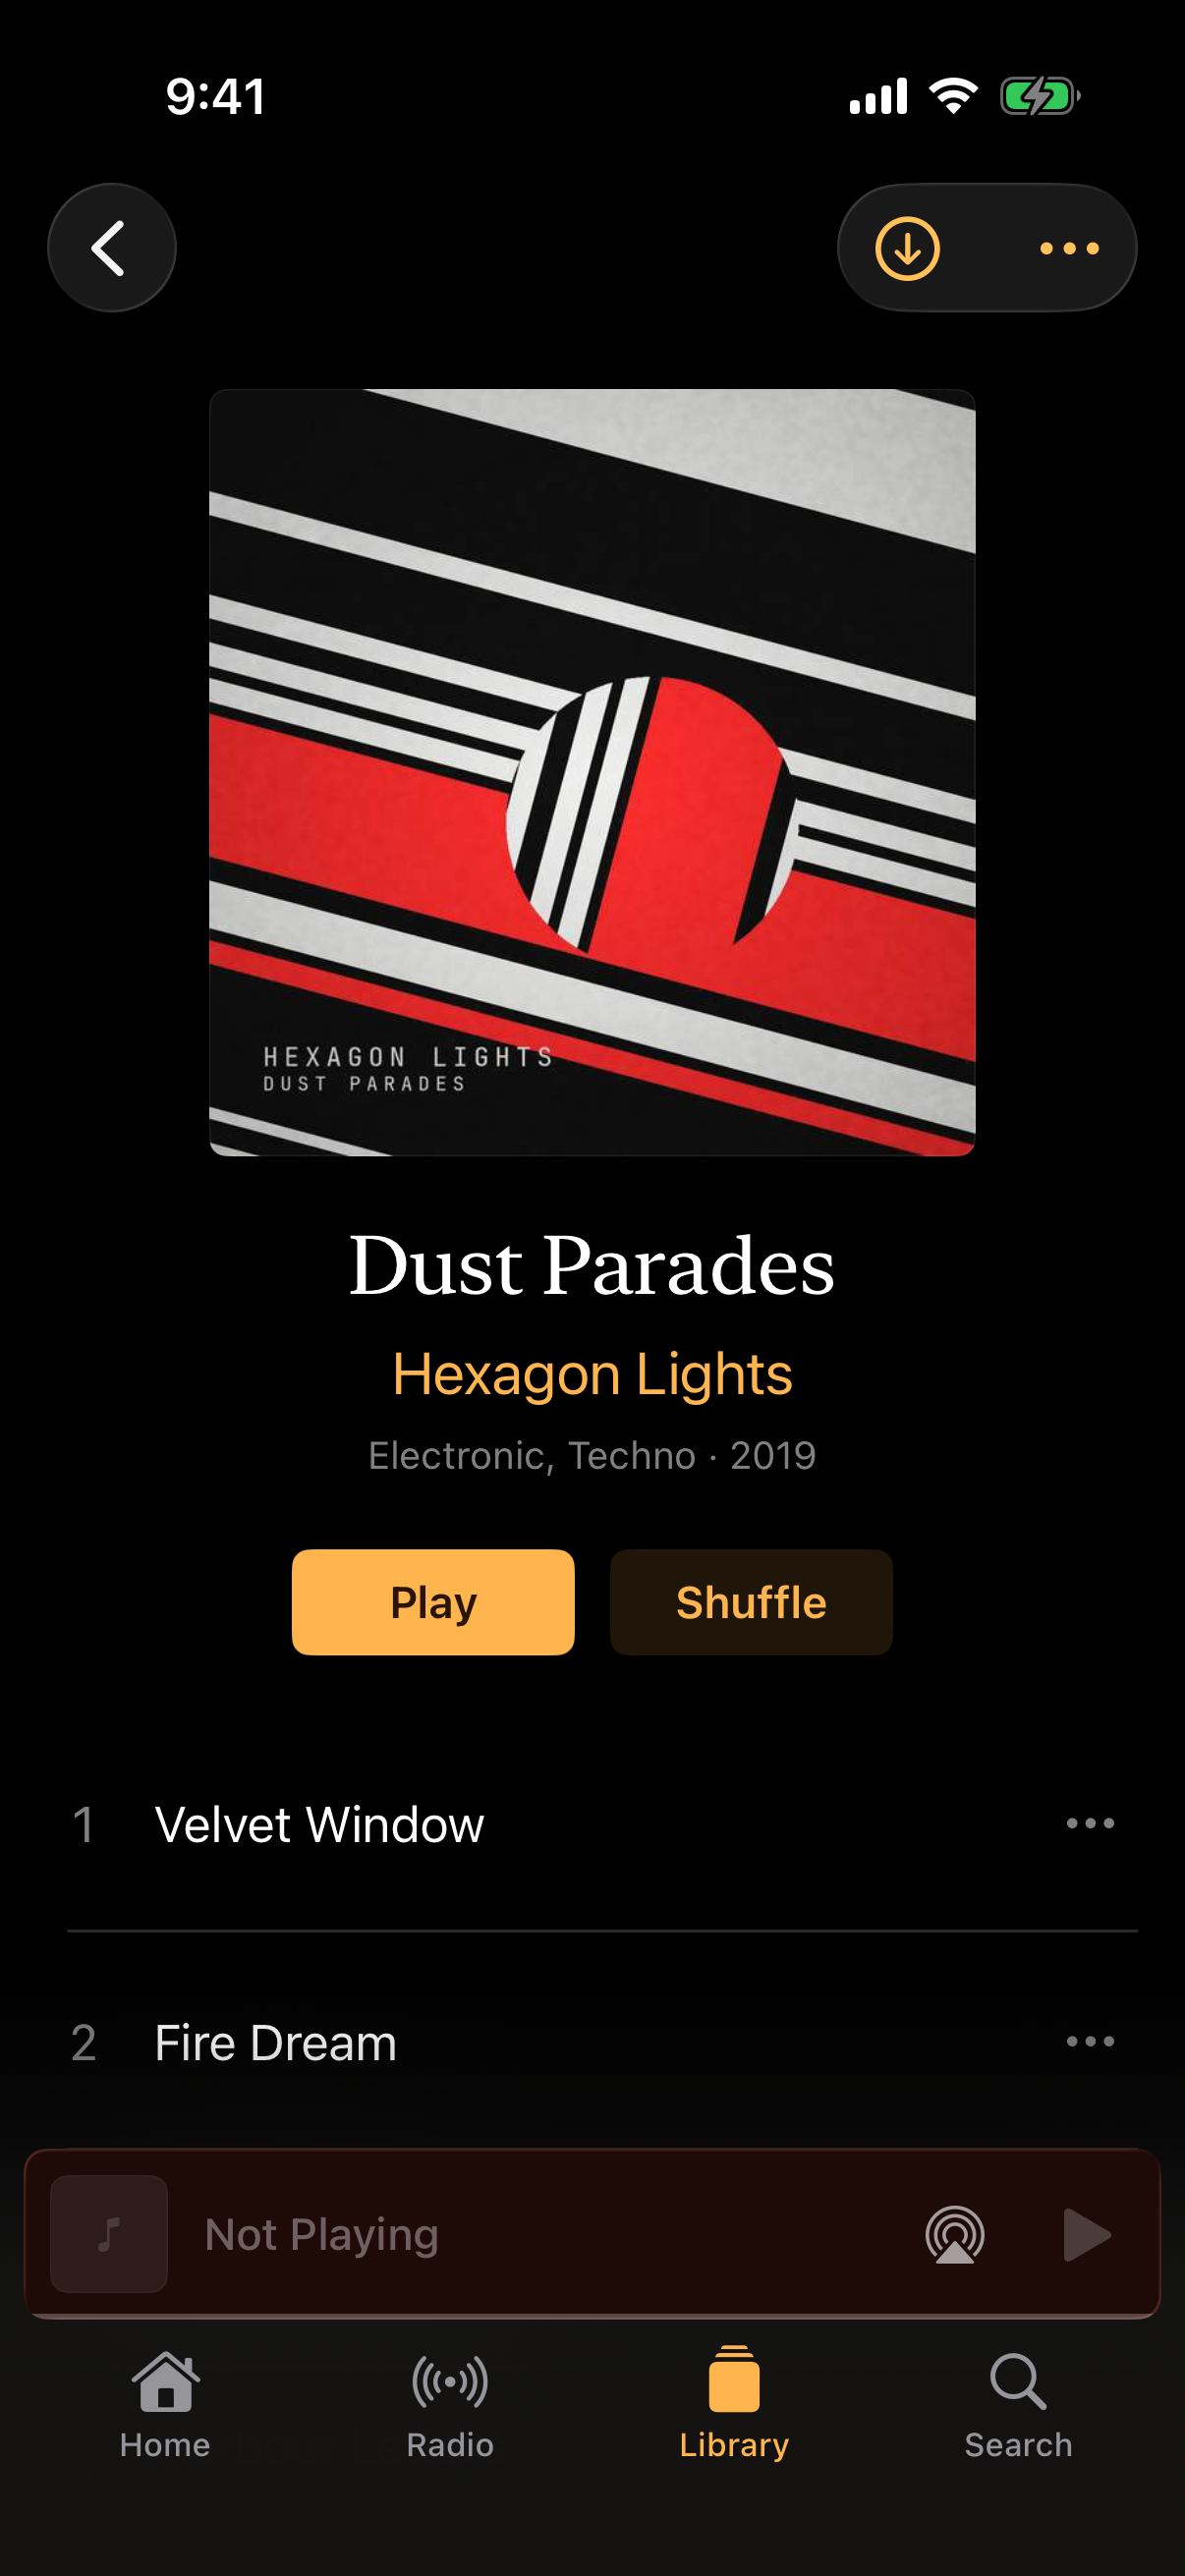 9:41
HEXAGON LIGHTS
DUST PARADES
Dust Parades
Hexagon Lights
Electronic, Techno · 2019
Play
Shuffle
1 Velvet Window
2 Fire Dream
Not Playing
Home
Radio
Library
Search